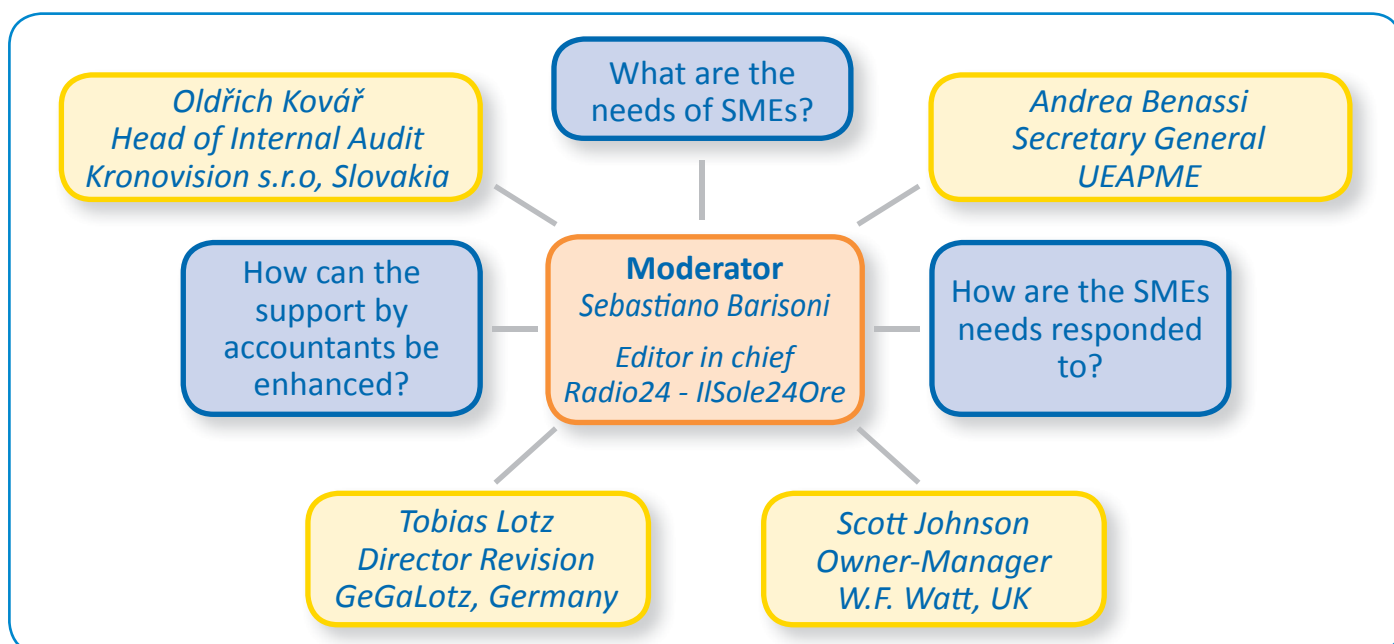 Oldřich Kovář
Head of Internal Audit
Kronovision s.r.o, Slovakia
What are the
needs of SMEs?
Andrea Benassi
Secretary General
UEAPME
How can the
support by
accountants be
enhanced?
Moderator
Sebastiano Barisoni
Editor in chief
Radio24 - IlSole24Ore
How are the SMEs
needs responded
to?
Tobias Lotz
Director Revision
GeGaLotz, Germany
Scott Johnson
Owner-Manager
W.F. Watt, UK